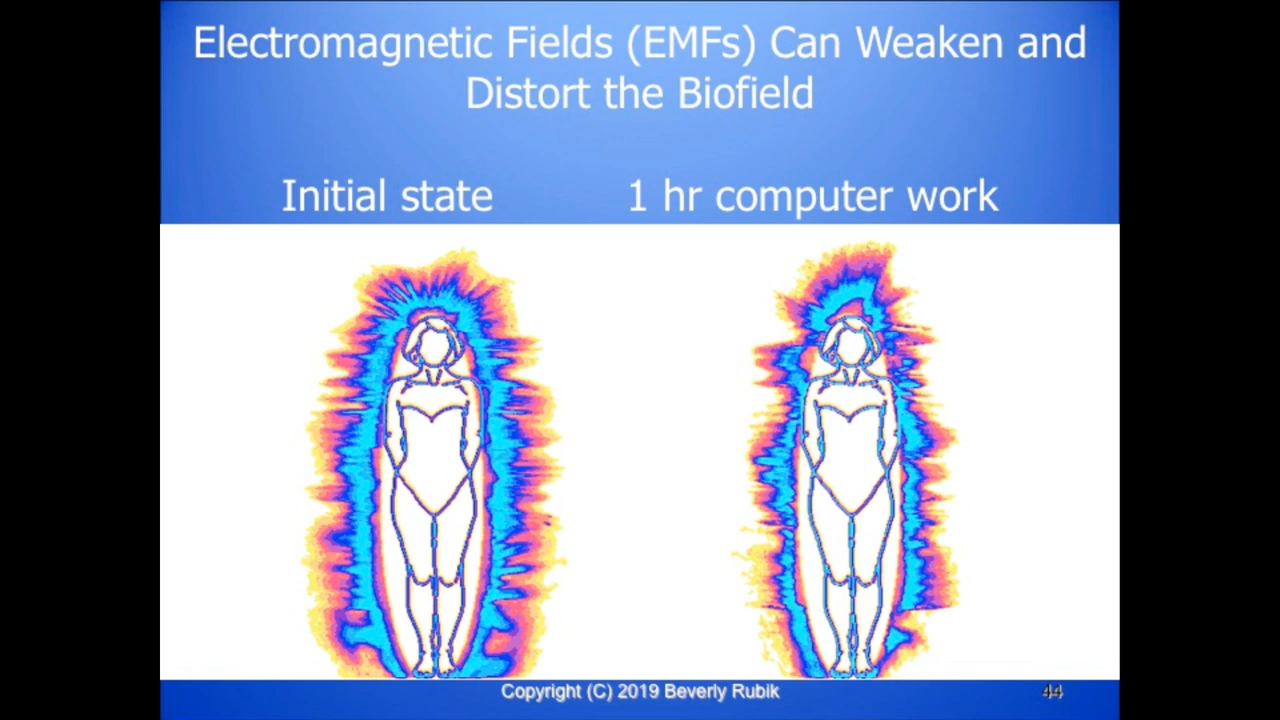 Electromagnetic Fields (EMFs) Can Weaken and
Distort the Biofield
Initial state
1 hr computer work
Copyright (C) 2019 Beverly Rubik
44